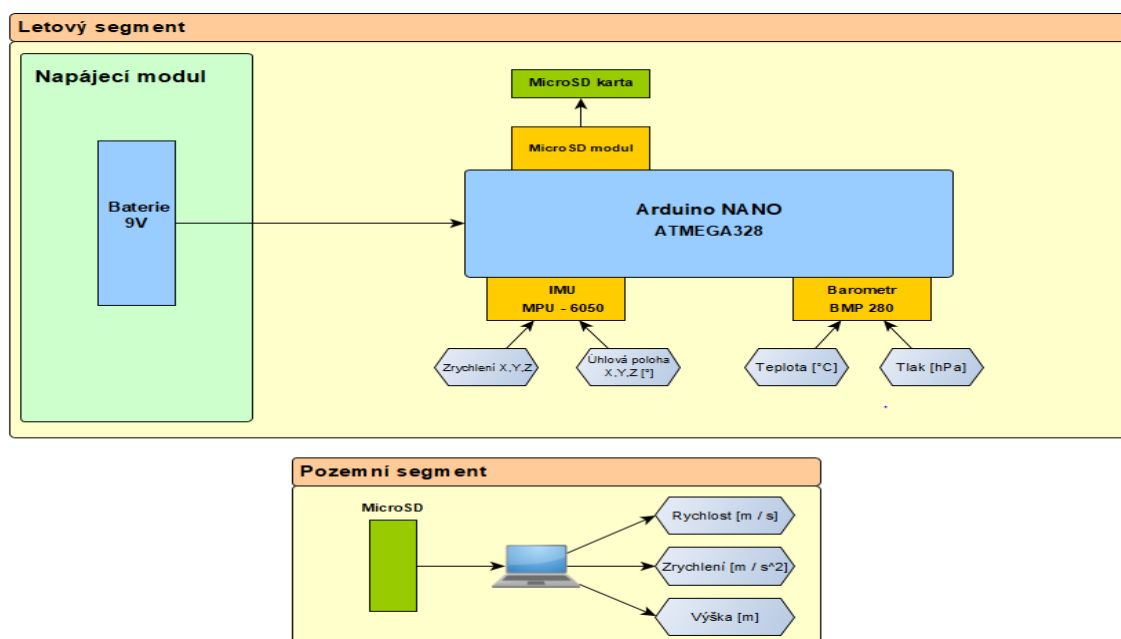 Letový segment
Napájecí modul
MicroSD karta
MicroSD modul
Baterie
9V
Arduino NANO
ATMEGA328
IMU
MPU - 6050
Barometr
BMP 280
Zrychlení X,Y,Z
Úhlová poloha
X,Y,Z [°]
Teplota [°C]
Tlak [hPa]
Pozemní segment
MicroSD
Rychlost [m / s]
Zrychlení [m / s^2]
Výška [m]